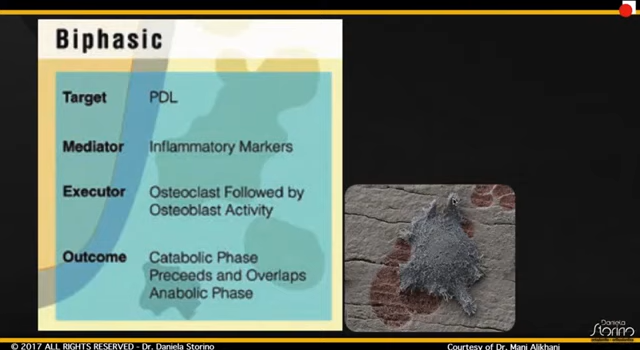 Biphasic
Target PDL
Mediator Inflammatory Markers
Executor Osteoclast Followed by
Osteoblast Activity
Outcome Catabolic Phase
Preceeds and Overlaps
Anabolic Phase
Daniela
Storino
© 2017 ALL RIGHTS RESERVED - Dr. Daniela Storino
Courtesy of Dr. Mani Alikhani